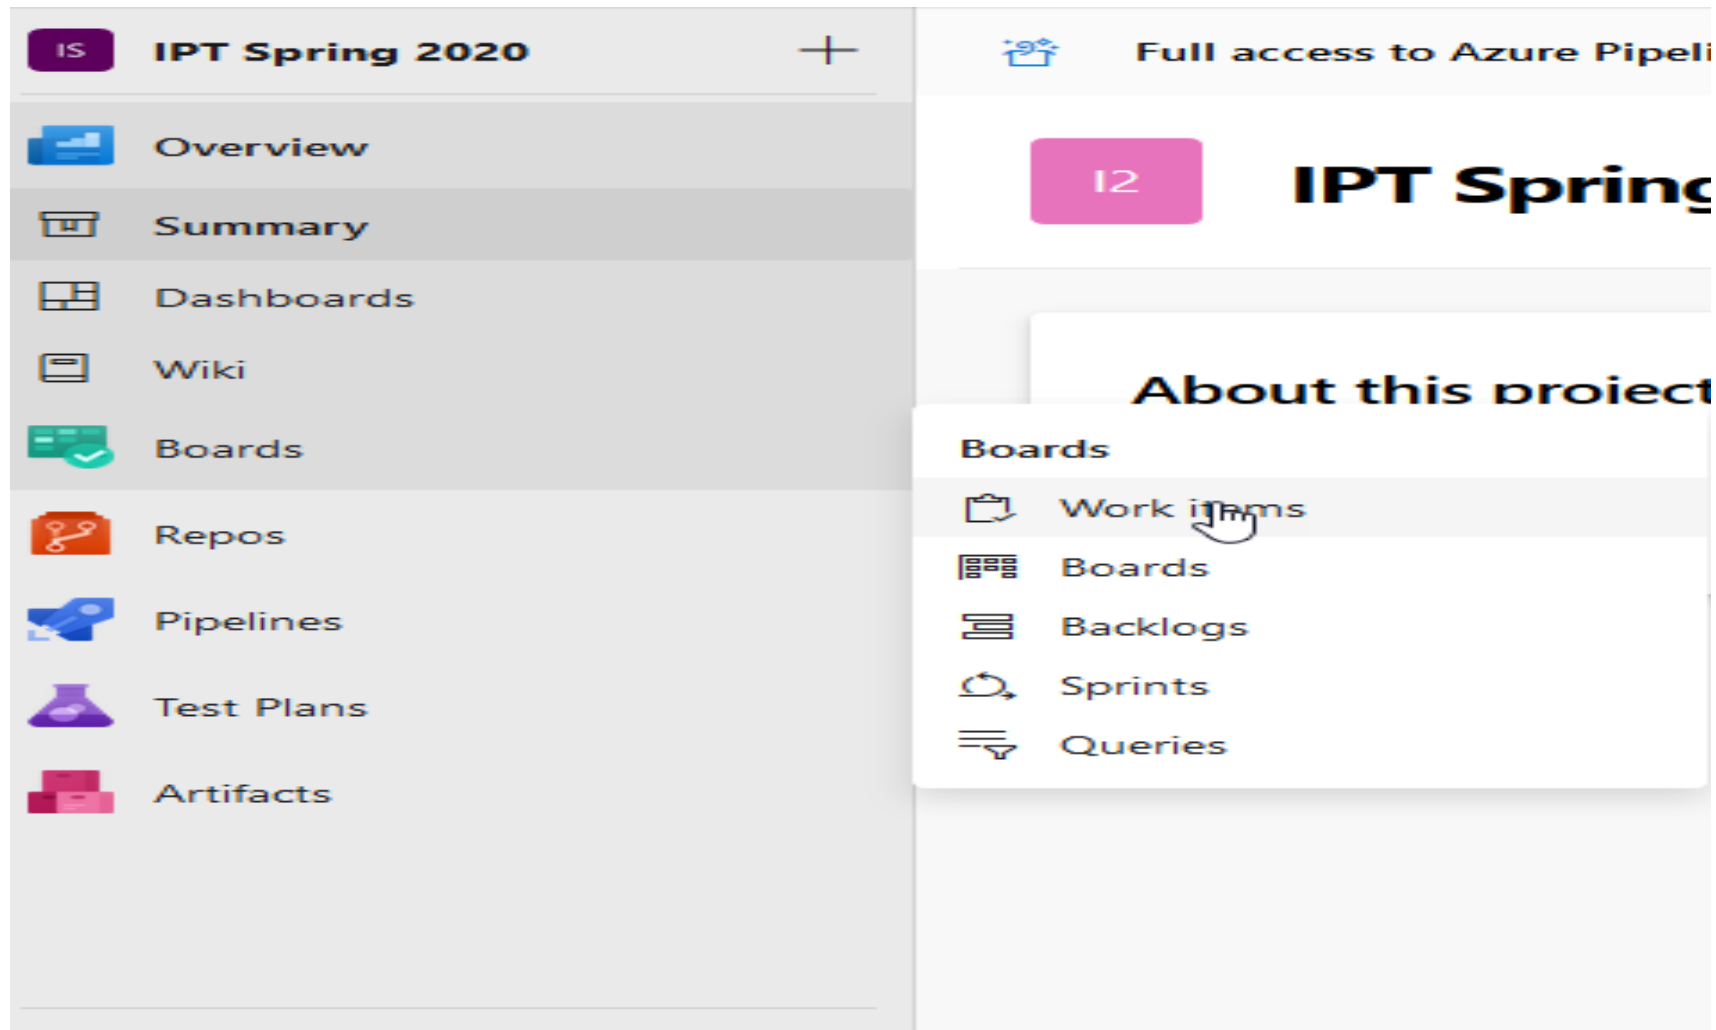 IS IPT Spring 2020
Overview
Summary
Dashboards
Wiki
Boards
Repos
Pipelines
Test Plans
Artifacts
Full access to Azure
I2 IPT Spring
About this project
Boards
Work items
Boards
Backlogs
Sprints
Queries